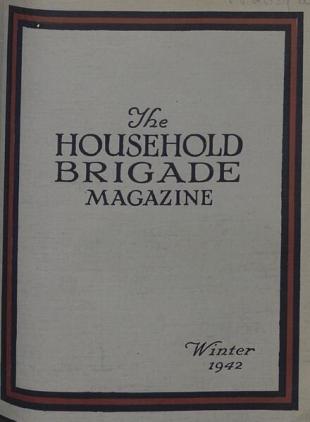 The
HOUSEHOLD
BRIGADE
MAGAZINE
Winter
1942